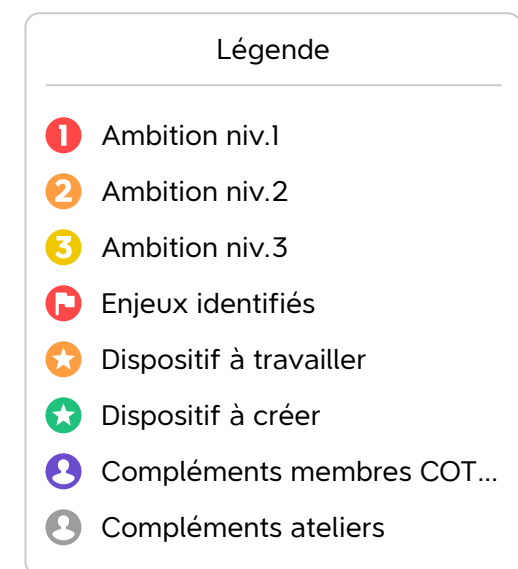 Légende
1 Ambition niv.1
2 Ambition niv.2
3 Ambition niv.3
Enjeux identifiés
Dispositif à travailler
Dispositif à créer
Compléments membres COT...
Compléments ateliers